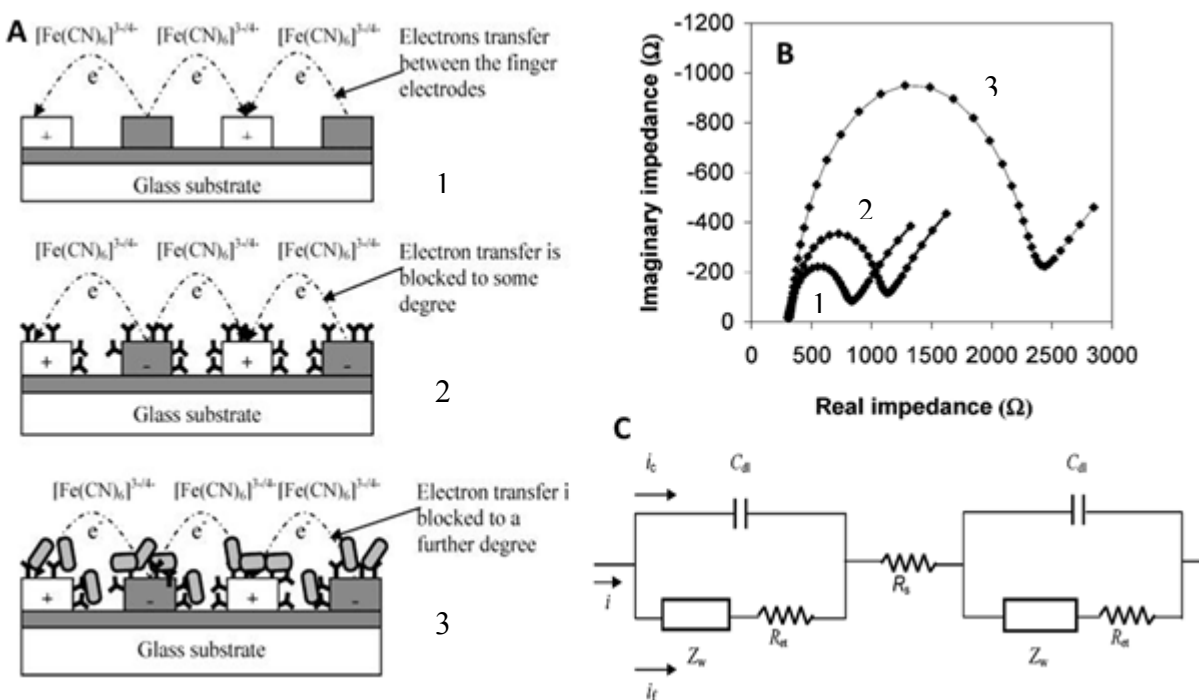 A
[Fe(CN)6]3-/4- [Fe(CN)6]3-/4- [Fe(CN)6]3-/4-
e- e- e-
Electrons transfer
between the finger
electrodes
+ +
Glass substrate
1
[Fe(CN)6]3-/4- [Fe(CN)6]3-/4- [Fe(CN)6]3-/4-
e- e- e-
Electron transfer is
blocked to some
degree
+ - + -
Glass substrate
2
[Fe(CN)6]3-/4- [Fe(CN)6]3-/4- [Fe(CN)6]3-/4-
e- e- e-
Electron transfer i
blocked to a
further degree
+ - + -
Glass substrate
3
B
Imaginary impedance (Ω)
-1200
-1000
-800
-600
-400
-200
0
3
2
1
0 500 1000 1500 2000 2500 3000
Real impedance (Ω)
C
ic Cdl Cdl
i Rs
Zw Ret Zw Ret
if